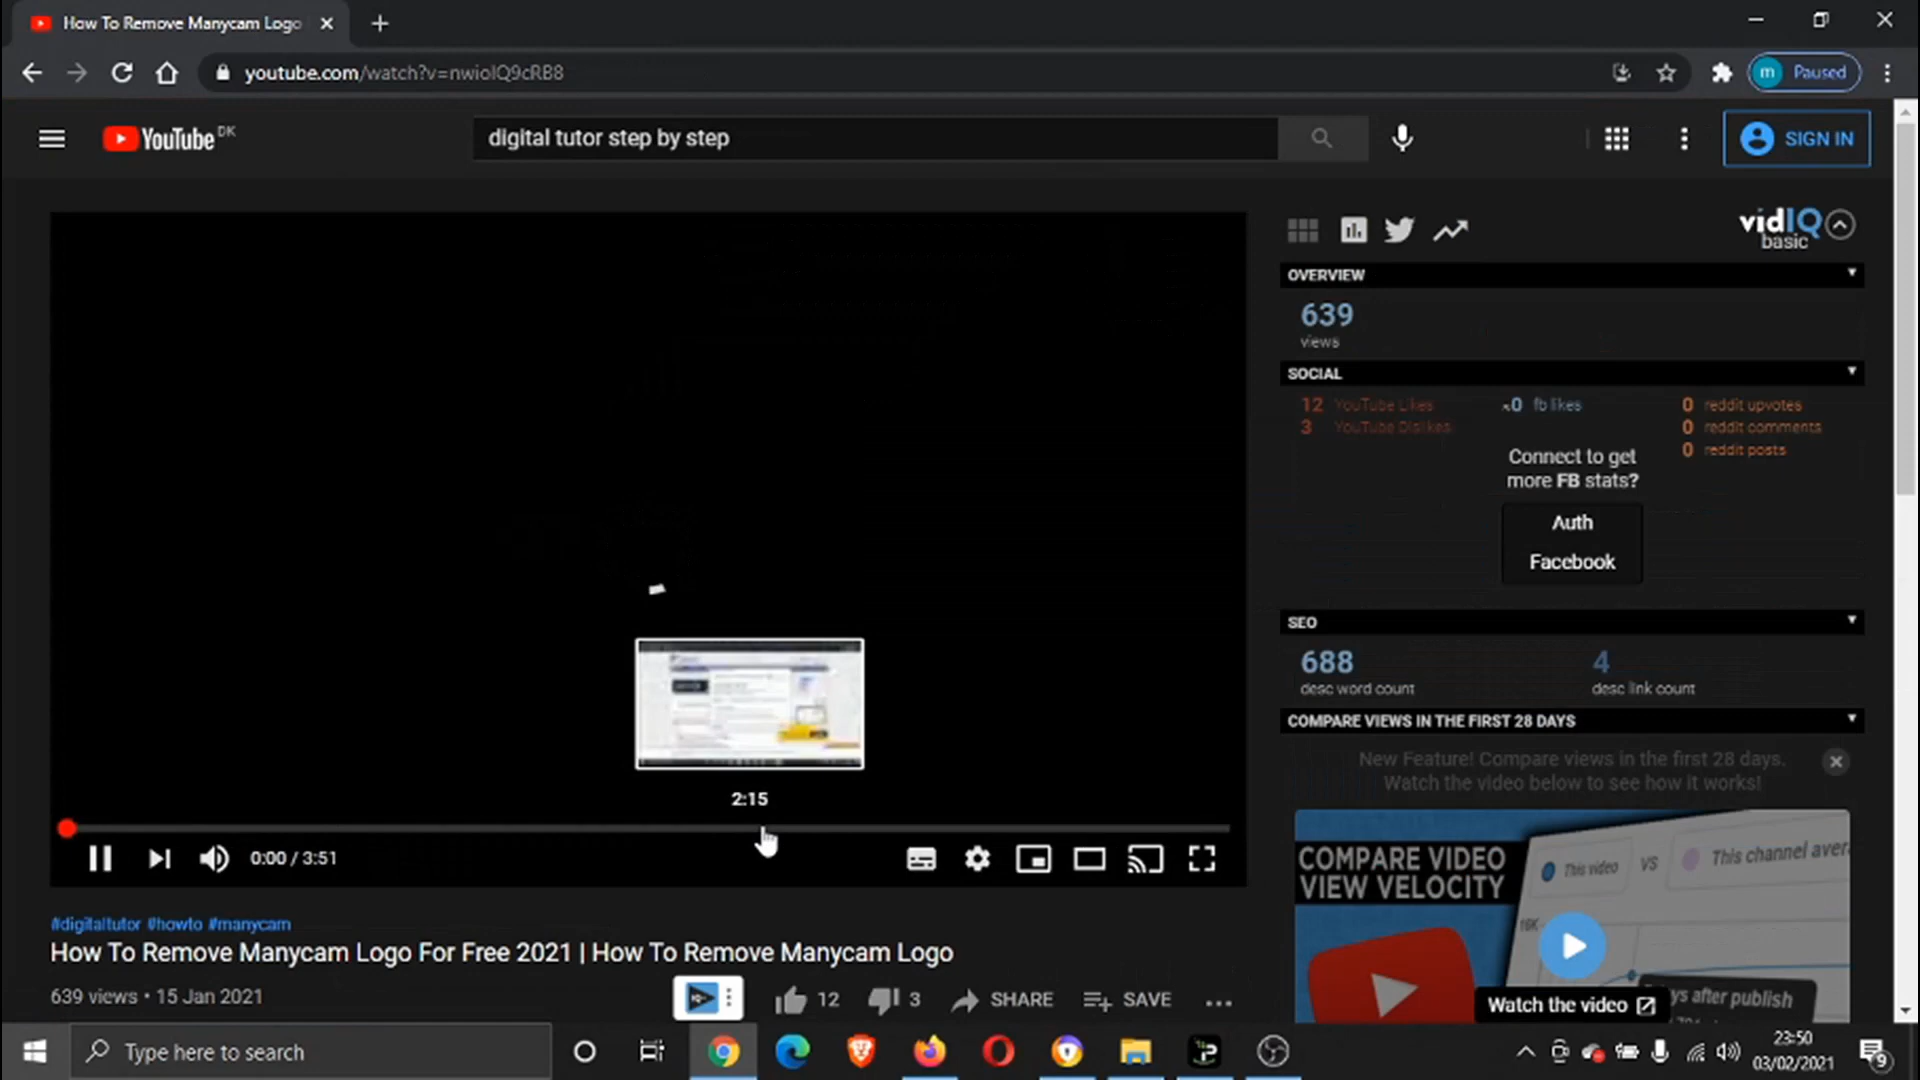 How To Remove Manycam Logo
youtube.com/watch?v=nwioIQ9cRB8
m Paused
YouTube DK
digital tutor step by step
SIGN IN
vidIQ
basic
OVERVIEW
639
views
SOCIAL
12 YouTube Likes
3 YouTube Dislikes
0 fb likes
0 reddit upvotes
0 reddit comments
0 reddit posts
Connect to get
more FB stats?
Auth
Facebook
SEO
688
desc word count
4
desc link count
COMPARE VIEWS IN THE FIRST 28 DAYS
New Feature! Compare views in the first 28 days.
Watch the video below to see how it works!
COMPARE VIDEO
VIEW VELOCITY
This video
VS
This channel
Watch the video
ys after publish
2:15
0:00 / 3:51
#digitaltutor #howto #manycam
How To Remove Manycam Logo For Free 2021 | How To Remove Manycam Logo
639 views • 15 Jan 2021
12
3
SHARE
SAVE
Type here to search
23:50
03/02/2021
9